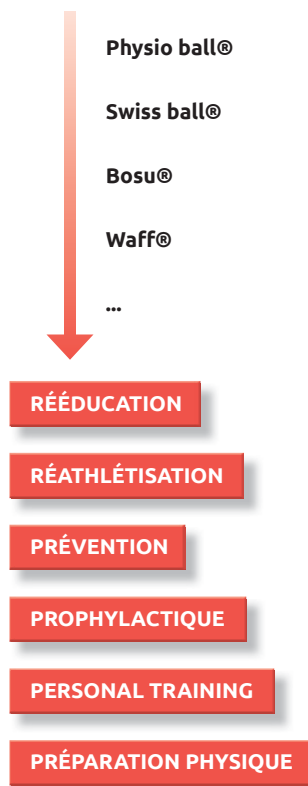 Physio ball®
Swiss ball®
Bosu®
Waff®
...
RÉÉDUCATION
RÉATHLÉTISATION
PRÉVENTION
PROPHYLACTIQUE
PERSONAL TRAINING
PRÉPARATION PHYSIQUE